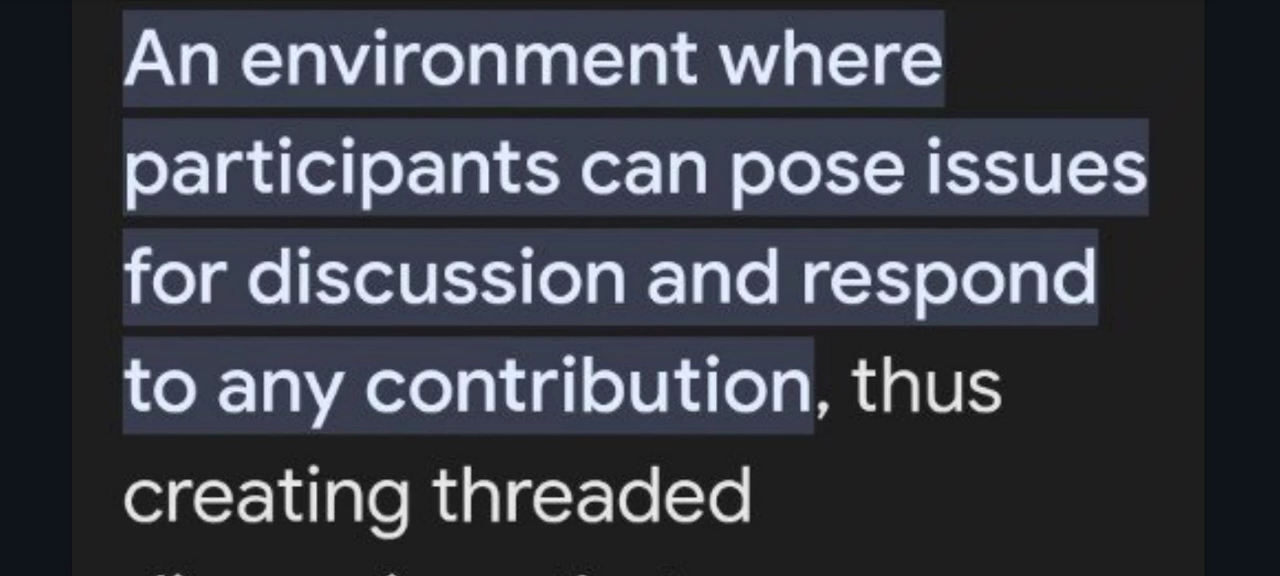 An environment where
participants can pose issues
for discussion and respond
to any contribution, thus
creating threaded